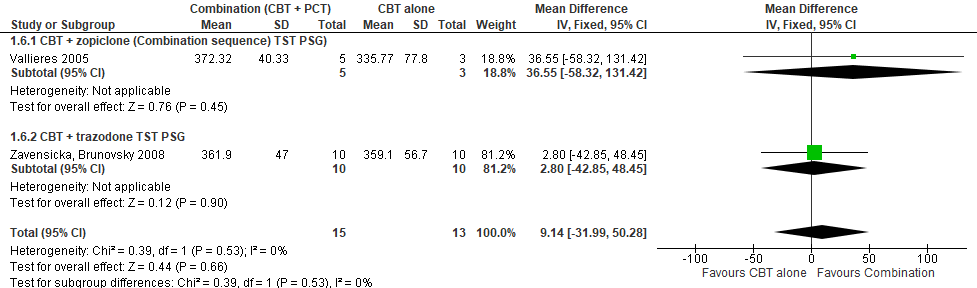 Combination (CBT + PCT) CBT alone Mean Difference Mean Difference
Study or Subgroup Mean SD Total Mean SD Total Weight IV, Fixed, 95% CI IV, Fixed, 95% CI
1.6.1 CBT + zopiclone (Combination sequence) TST PSG)
Vallieres 2005 372.32 40.33 5 335.77 77.8 3 18.8% 36.55 [-58.32, 131.42]
Subtotal (95% CI) 5 3 18.8% 36.55 [-58.32, 131.42]
Heterogeneity: Not applicable
Test for overall effect: Z = 0.76 (P = 0.45)
1.6.2 CBT + trazodone TST PSG
Zavensicka, Brunovsky 2008 361.9 47 10 359.1 56.7 10 81.2% 2.80 [-42.85, 48.45]
Subtotal (95% CI) 10 10 81.2% 2.80 [-42.85, 48.45]
Heterogeneity: Not applicable
Test for overall effect: Z = 0.12 (P = 0.90)
Total (95% CI) 15 13 100.0% 9.14 [-31.99, 50.28]
Heterogeneity: Chi² = 0.39, df = 1 (P = 0.53); I² = 0%
Test for overall effect: Z = 0.44 (P = 0.66)
Test for subgroup differences: Chi² = 0.39, df = 1 (P = 0.53), I² = 0%
-100 -50 0 50 100
Favours CBT alone Favours Combination